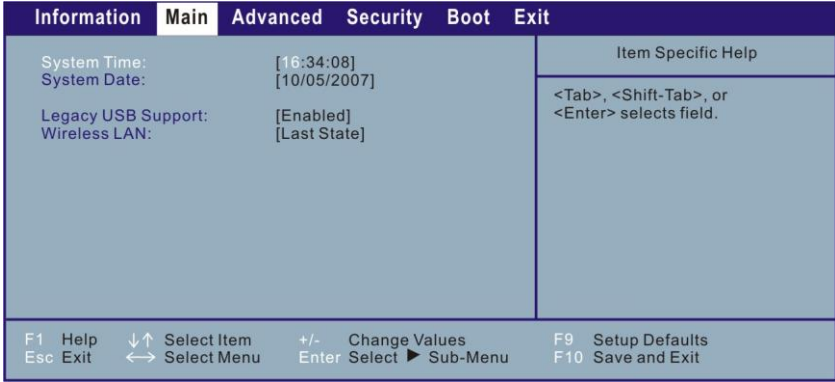 Information Main Advanced Security Boot Exit
System Time: [16:34:08]
System Date: [10/05/2007]
Legacy USB Support: [Enabled]
Wireless LAN: [Last State]
Item Specific Help
<Tab>, <Shift-Tab>, or
<Enter> selects field.
F1 Help ↓↑ Select Item +/- Change Values F9 Setup Defaults
Esc Exit ↔ Select Menu Enter Select ▶ Sub-Menu F10 Save and Exit